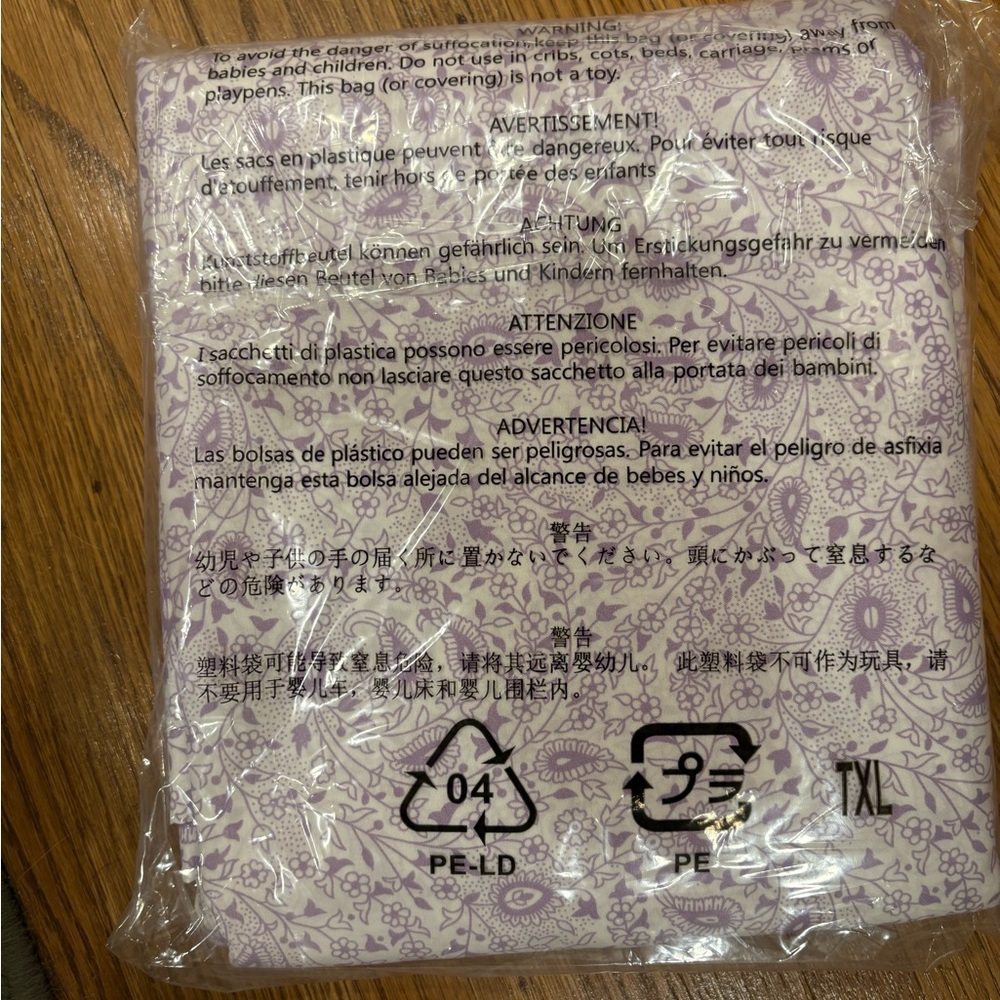 WARNING!
To avoid the danger of suffocation, keep this bag (or covering) away from
babies and children. Do not use in cribs, cots, beds, carriage, prams or
playpens. This bag (or covering) is not a toy.
AVERTISSEMENT!
Les sacs en plastique peuvent être dangereux. Pour éviter tout risque
d'etouffement, tenir hors de portée des enfants
ACHTUNG
Kunststoffbeutel können gefährlich sein. Um Erstickungsgefahr zu vermeiden
bitte diesen Beutel von Babies und Kindern fernhalten.
ATTENZIONE
I sacchetti di plastica possono essere pericolosi. Per evitare pericoli di
soffocamento non lasciare questo sacchetto alla portata dei bambini.
ADVERTENCIA!
Las bolsas de plástico pueden ser peligrosas. Para evitar el peligro de asfixia
mantenga esta bolsa alejada del alcance de bebes y niños.
警告
幼児や子供の手の届く所に置かないでください。頭にかぶって窒息するな
どの危険があります。
警告
塑料袋可能导致窒息危险，请将其远离婴幼儿。 此塑料袋不可作为玩具，请
不要用于婴儿车，婴儿床和婴儿围栏内。
04 プラ TXL
PE-LD PE